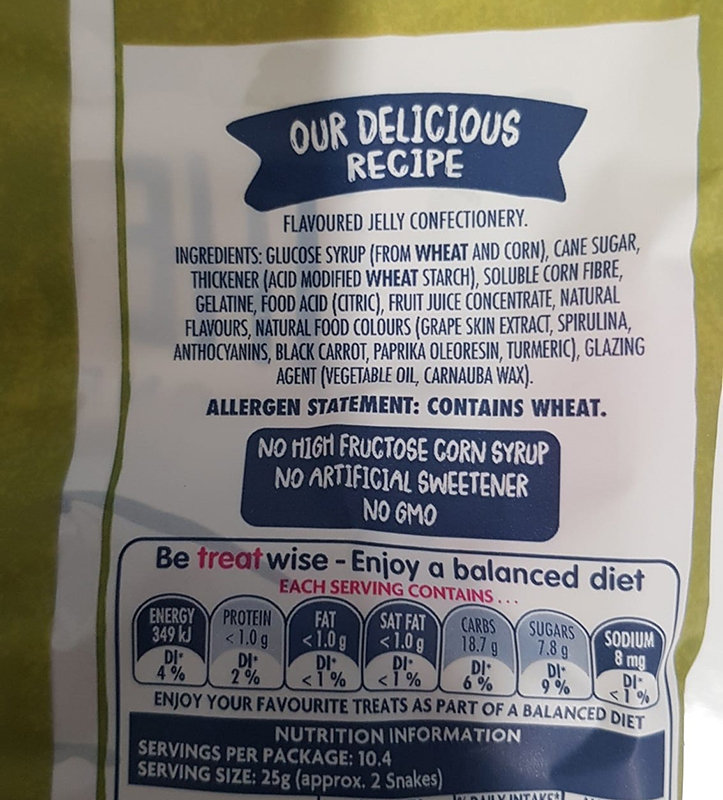 OUR DELICIOUS
RECIPE
FLAVOURED JELLY CONFECTIONERY.
INGREDIENTS: GLUCOSE SYRUP (FROM WHEAT AND CORN), CANE SUGAR,
THICKENER (ACID MODIFIED WHEAT STARCH), SOLUBLE CORN FIBRE,
GELATINE, FOOD ACID (CITRIC), FRUIT JUICE CONCENTRATE, NATURAL
FLAVOURS, NATURAL FOOD COLOURS (GRAPE SKIN EXTRACT, SPIRULINA,
ANTHOCYANINS, BLACK CARROT, PAPRIKA OLEORESIN, TURMERIC), GLAZING
AGENT (VEGETABLE OIL, CARNAUBA WAX).
ALLERGEN STATEMENT: CONTAINS WHEAT.
NO HIGH FRUCTOSE CORN SYRUP
NO ARTIFICIAL SWEETENER
NO GMO
Be treat wise - Enjoy a balanced diet
EACH SERVING CONTAINS...
ENERGY PROTEIN FAT SAT FAT CARBS SUGARS SODIUM
349 kJ < 1.0 g < 1.0 g < 1.0 g 18.7 g 7.8 g 8 mg
DI* DI* DI* DI* DI* DI* DI*
4 % 2 % < 1 % < 1 % 6 % 9 % < 1 %
ENJOY YOUR FAVOURITE TREATS AS PART OF A BALANCED DIET
NUTRITION INFORMATION
SERVINGS PER PACKAGE: 10.4
SERVING SIZE: 25g (approx. 2 Snakes)
% DAILY INTAKE*